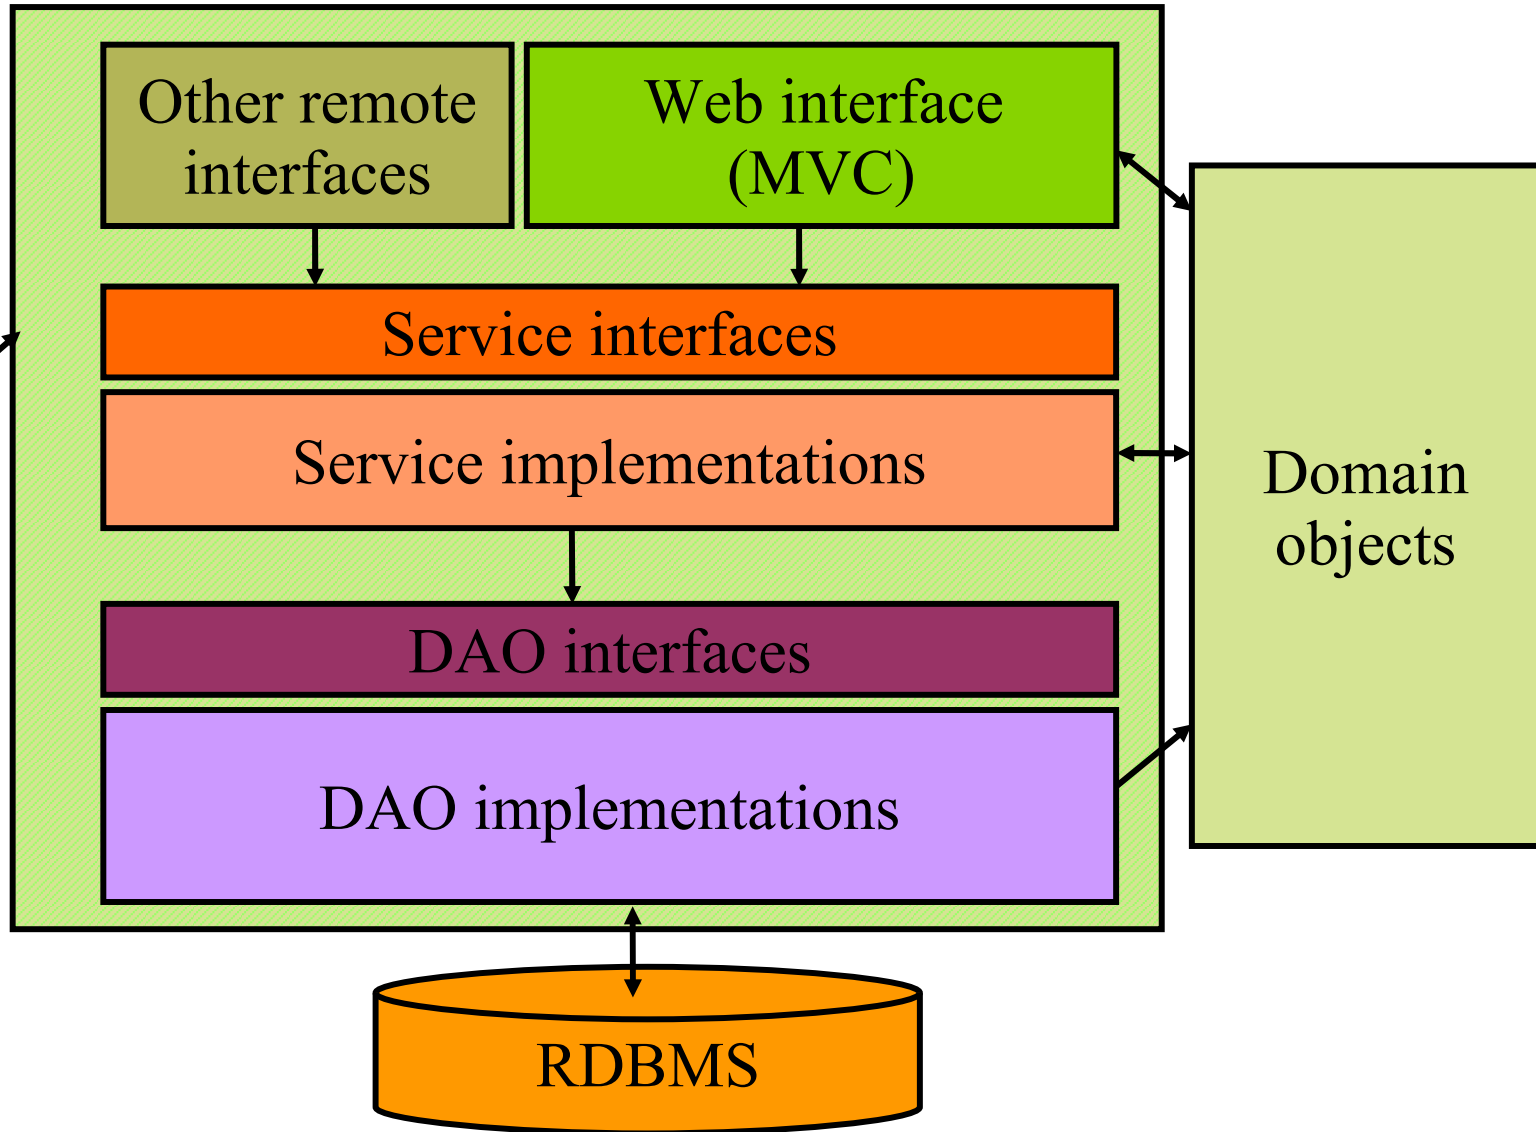 Other remote
interfaces
Web interface
(MVC)
Service interfaces
Service implementations
Domain
objects
DAO interfaces
DAO implementations
RDBMS